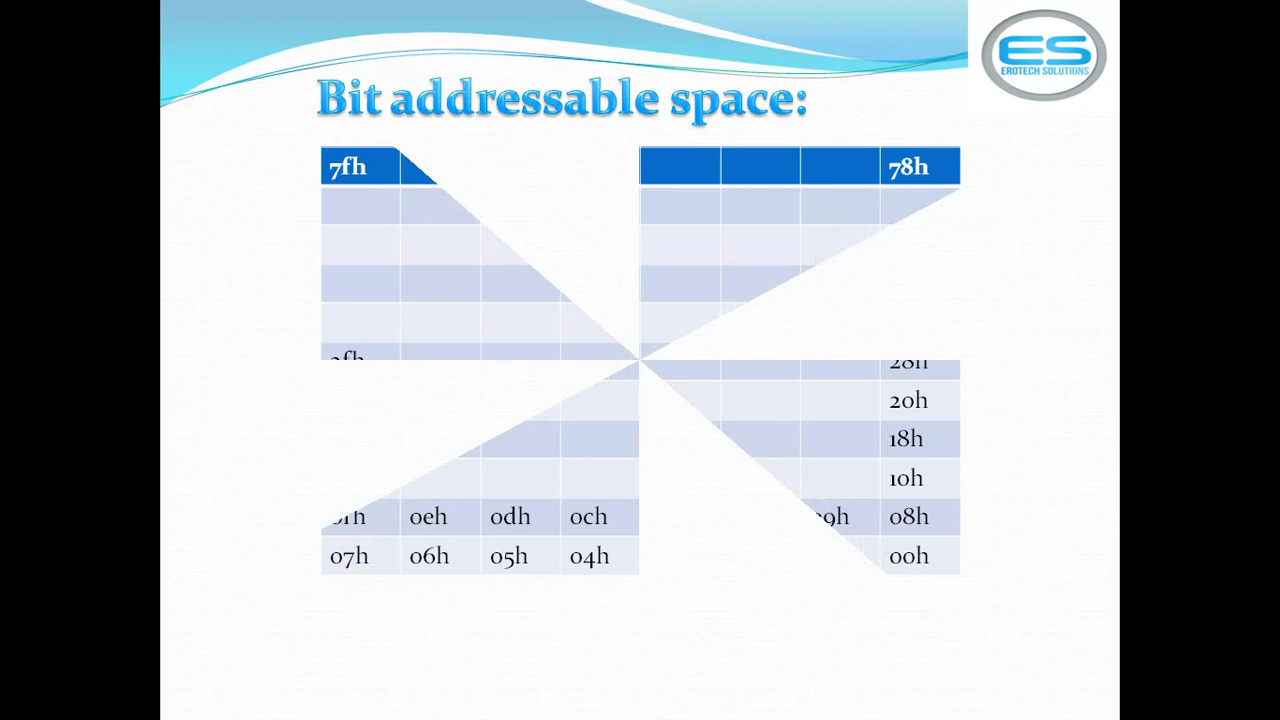 ES
EROTECH SOLUTIONS
Bit addressable space:
7fh 78h
28h
20h
18h
10h
0eh 0dh 0ch 08h
07h 06h 05h 04h 00h